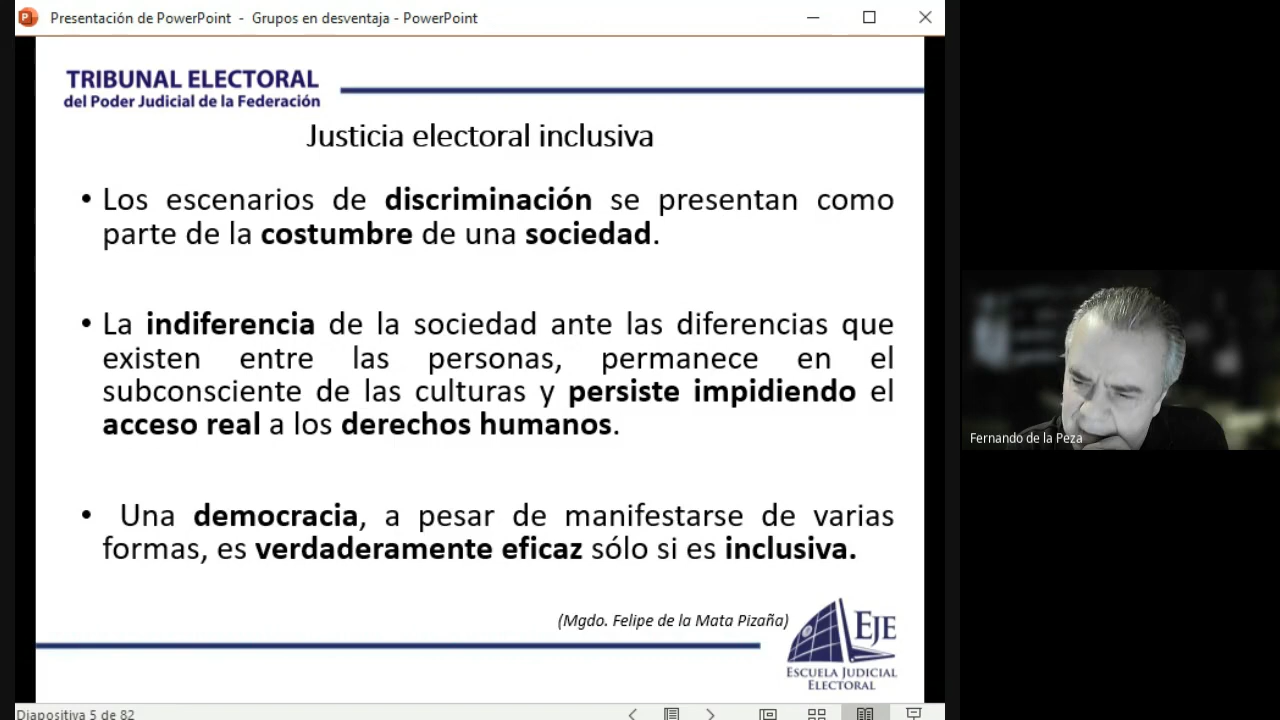 Presentación de PowerPoint - Grupos en desventaja - PowerPoint
TRIBUNAL ELECTORAL
del Poder Judicial de la Federación
Justicia electoral inclusiva
• Los escenarios de discriminación se presentan como
parte de la costumbre de una sociedad.
• La indiferencia de la sociedad ante las diferencias que
existen entre las personas, permanece en el
subconsciente de las culturas y persiste impidiendo el
acceso real a los derechos humanos.
• Una democracia, a pesar de manifestarse de varias
formas, es verdaderamente eficaz sólo si es inclusiva.
(Mgdo. Felipe de la Mata Pizaña)
EJE
ESCUELA JUDICIAL
ELECTORAL
Diapositiva 5 de 82
Fernando de la Peza